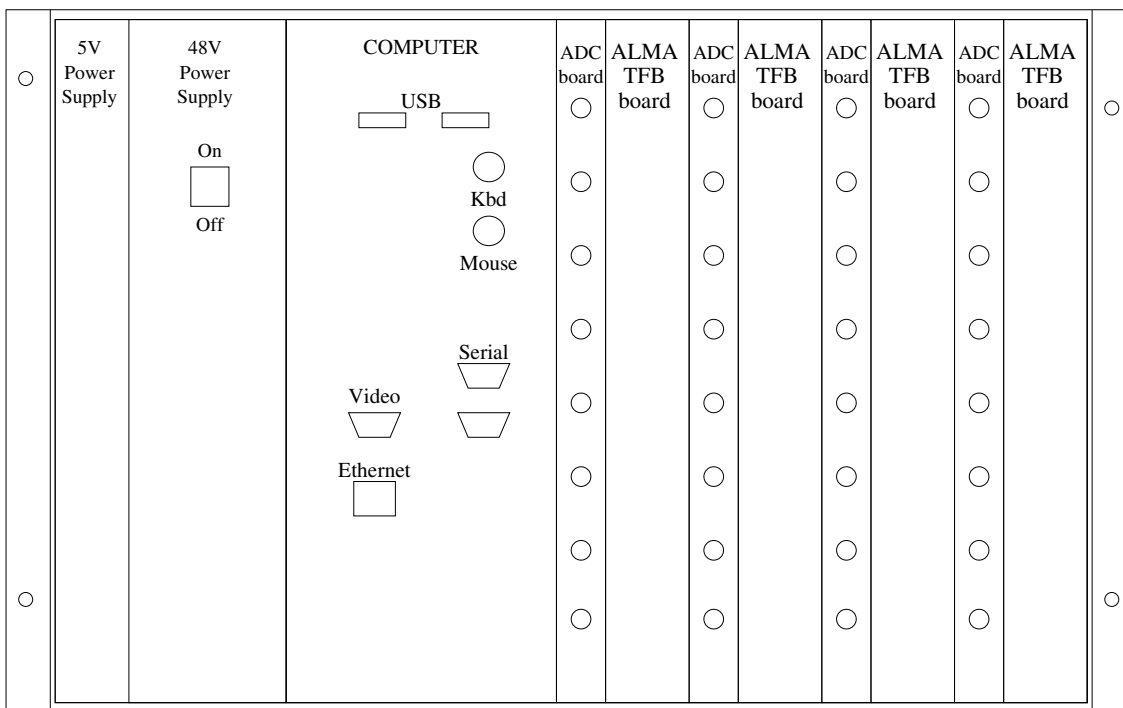 5V
Power
Supply
48V
Power
Supply
On
Off
COMPUTER
USB
Kbd
Mouse
Serial
Video
Ethernet
ADC
board
ALMA
TFB
board
ADC
board
ALMA
TFB
board
ADC
board
ALMA
TFB
board
ADC
board
ALMA
TFB
board